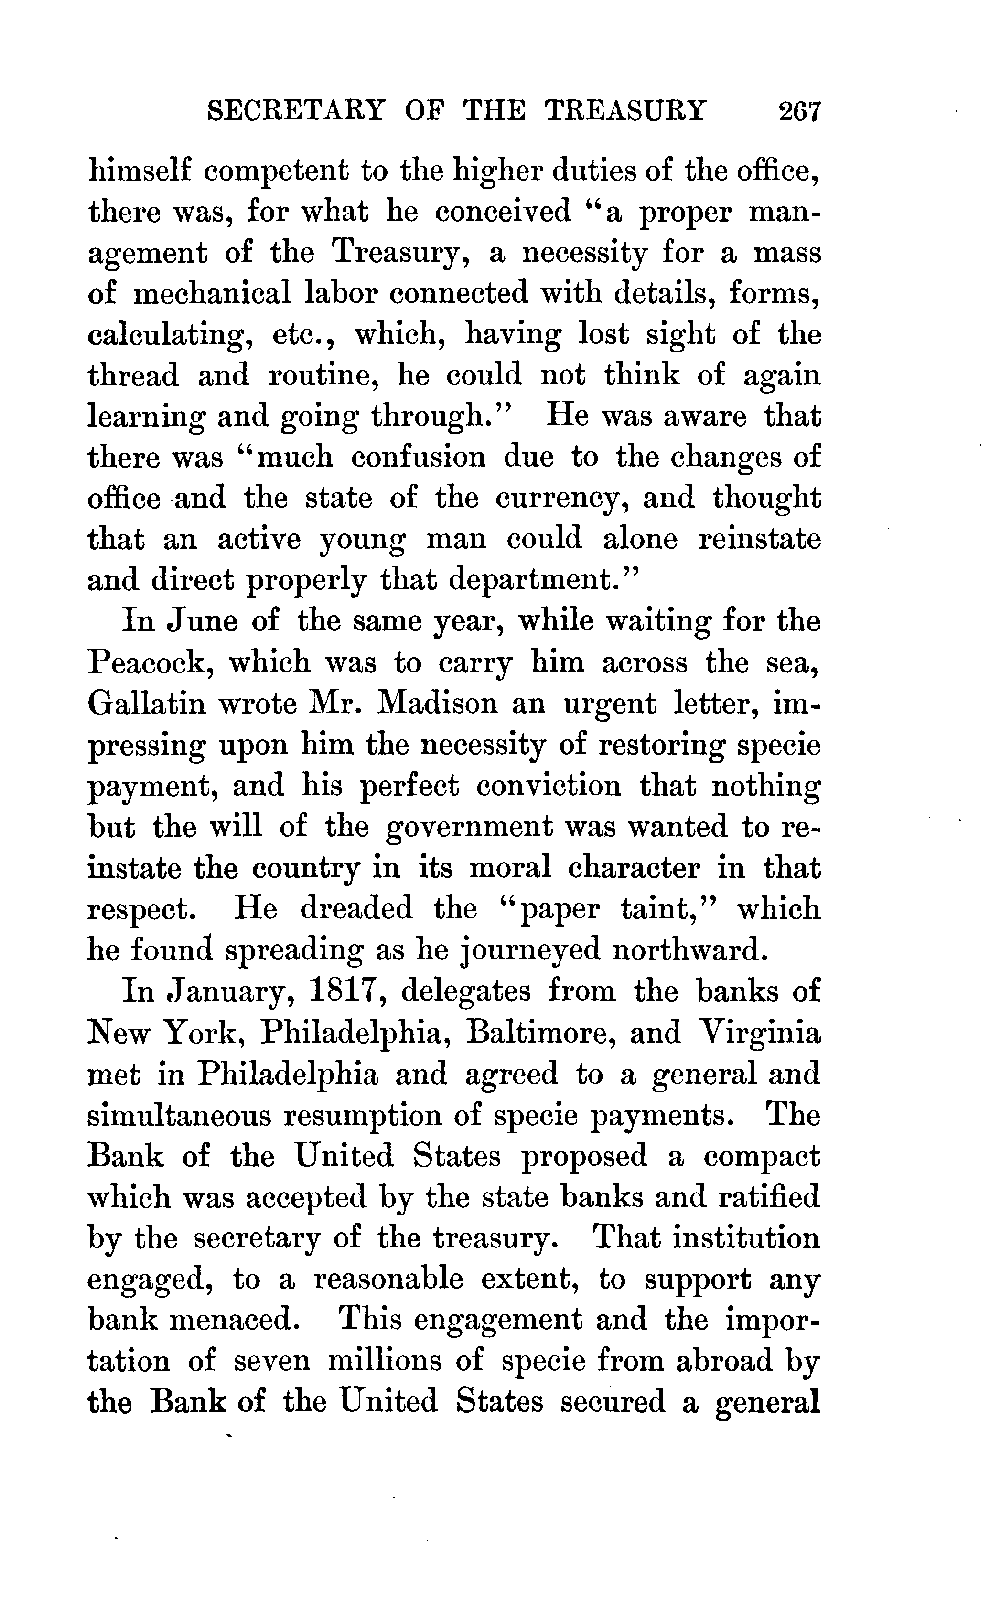 SECRETARY OF THE TREASURY 267
himself competent to the higher duties of the office,
there was, for what he conceived “a proper man-
agement of the Treasury, a necessity for a mass
of mechanical labor connected with details, forms,
calculating, etc., which, having lost sight of the
thread and routine, he could not think of again
learning and going through.” He was aware that
there was “much confusion due to the changes of
office and the state of the currency, and thought
that an active young man could alone reinstate
and direct properly that department.”
In June of the same year, while waiting for the
Peacock, which was to carry him across the sea,
Gallatin wrote Mr. Madison an urgent letter, im-
pressing upon him the necessity of restoring specie
payment, and his perfect conviction that nothing
but the will of the government was wanted to re-
instate the country in its moral character in that
respect. He dreaded the “paper taint,” which
he found spreading as he journeyed northward.
In January, 1817, delegates from the banks of
New York, Philadelphia, Baltimore, and Virginia
met in Philadelphia and agreed to a general and
simultaneous resumption of specie payments. The
Bank of the United States proposed a compact
which was accepted by the state banks and ratified
by the secretary of the treasury. That institution
engaged, to a reasonable extent, to support any
bank menaced. This engagement and the impor-
tation of seven millions of specie from abroad by
the Bank of the United States secured a general